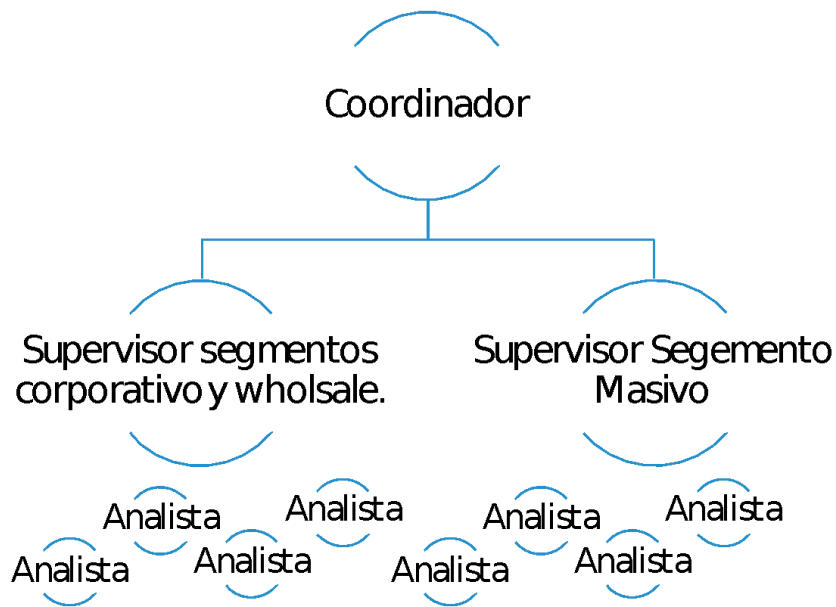 Coordinador
Supervisor segmentos
corporativo y wholsale.
Supervisor Segemento
Masivo
Analista
Analista
Analista
Analista
Analista
Analista
Analista
Analista